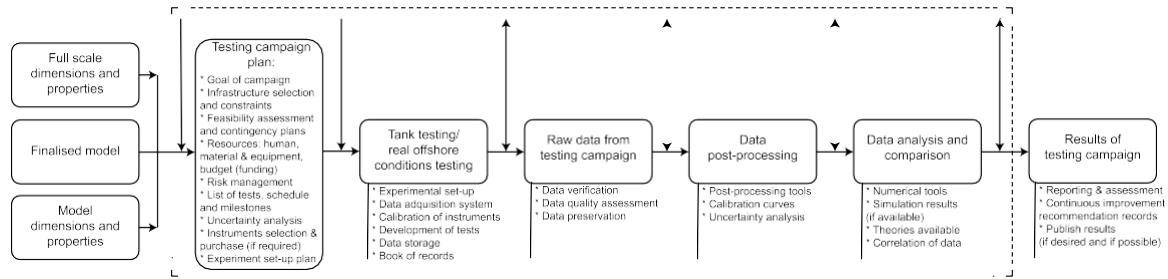 Full scale
dimensions and
properties
Finalised model
Model
dimensions and
properties
Testing campaign
plan:
* Goal of campaign
* Infrastructure selection
and constraints
* Feasibility assessment
and contingency plans
* Resources: human,
material & equipment,
budget (funding)
* Risk management
* List of tests, schedule
and milestones
* Uncertainty analysis
* Instruments selection &
purchase (if required)
* Experiment set-up plan
Tank testing/
real offshore
conditions testing
* Experimental set-up
* Data adquisition system
* Calibration of instruments
* Development of tests
* Data storage
* Book of records
Raw data from
testing campaign
* Data verification
* Data quality assessment
* Data preservation
Data
post-processing
* Post-processing tools
* Calibration curves
* Uncertainty analysis
Data analysis and
comparison
* Numerical tools
* Simulation results
(if available)
* Theories available
* Correlation of data
Results of
testing campaign
* Reporting & assessment
* Continuous improvement
recommendation records
* Publish results
(if desired and if possible)